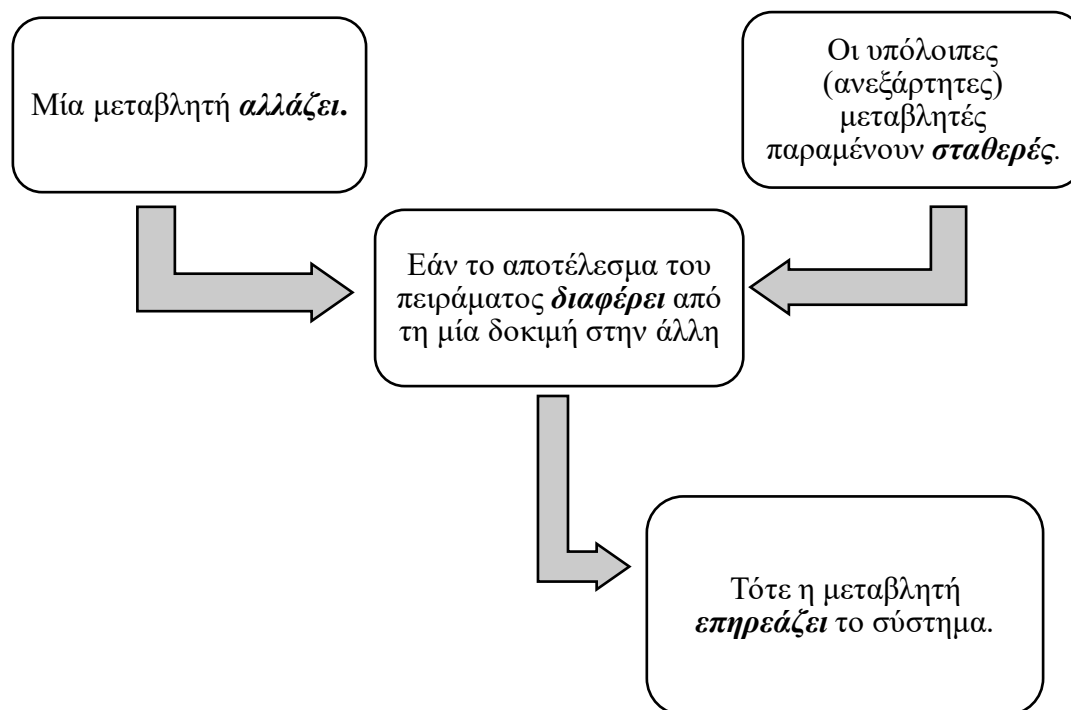 Μία μεταβλητή αλλάζει.
Οι υπόλοιπες
(ανεξάρτητες)
μεταβλητές
παραμένουν σταθερές.
Εάν το αποτέλεσμα του
πειράματος διαφέρει από
τη μία δοκιμή στην άλλη
Τότε η μεταβλητή
επηρεάζει το σύστημα.